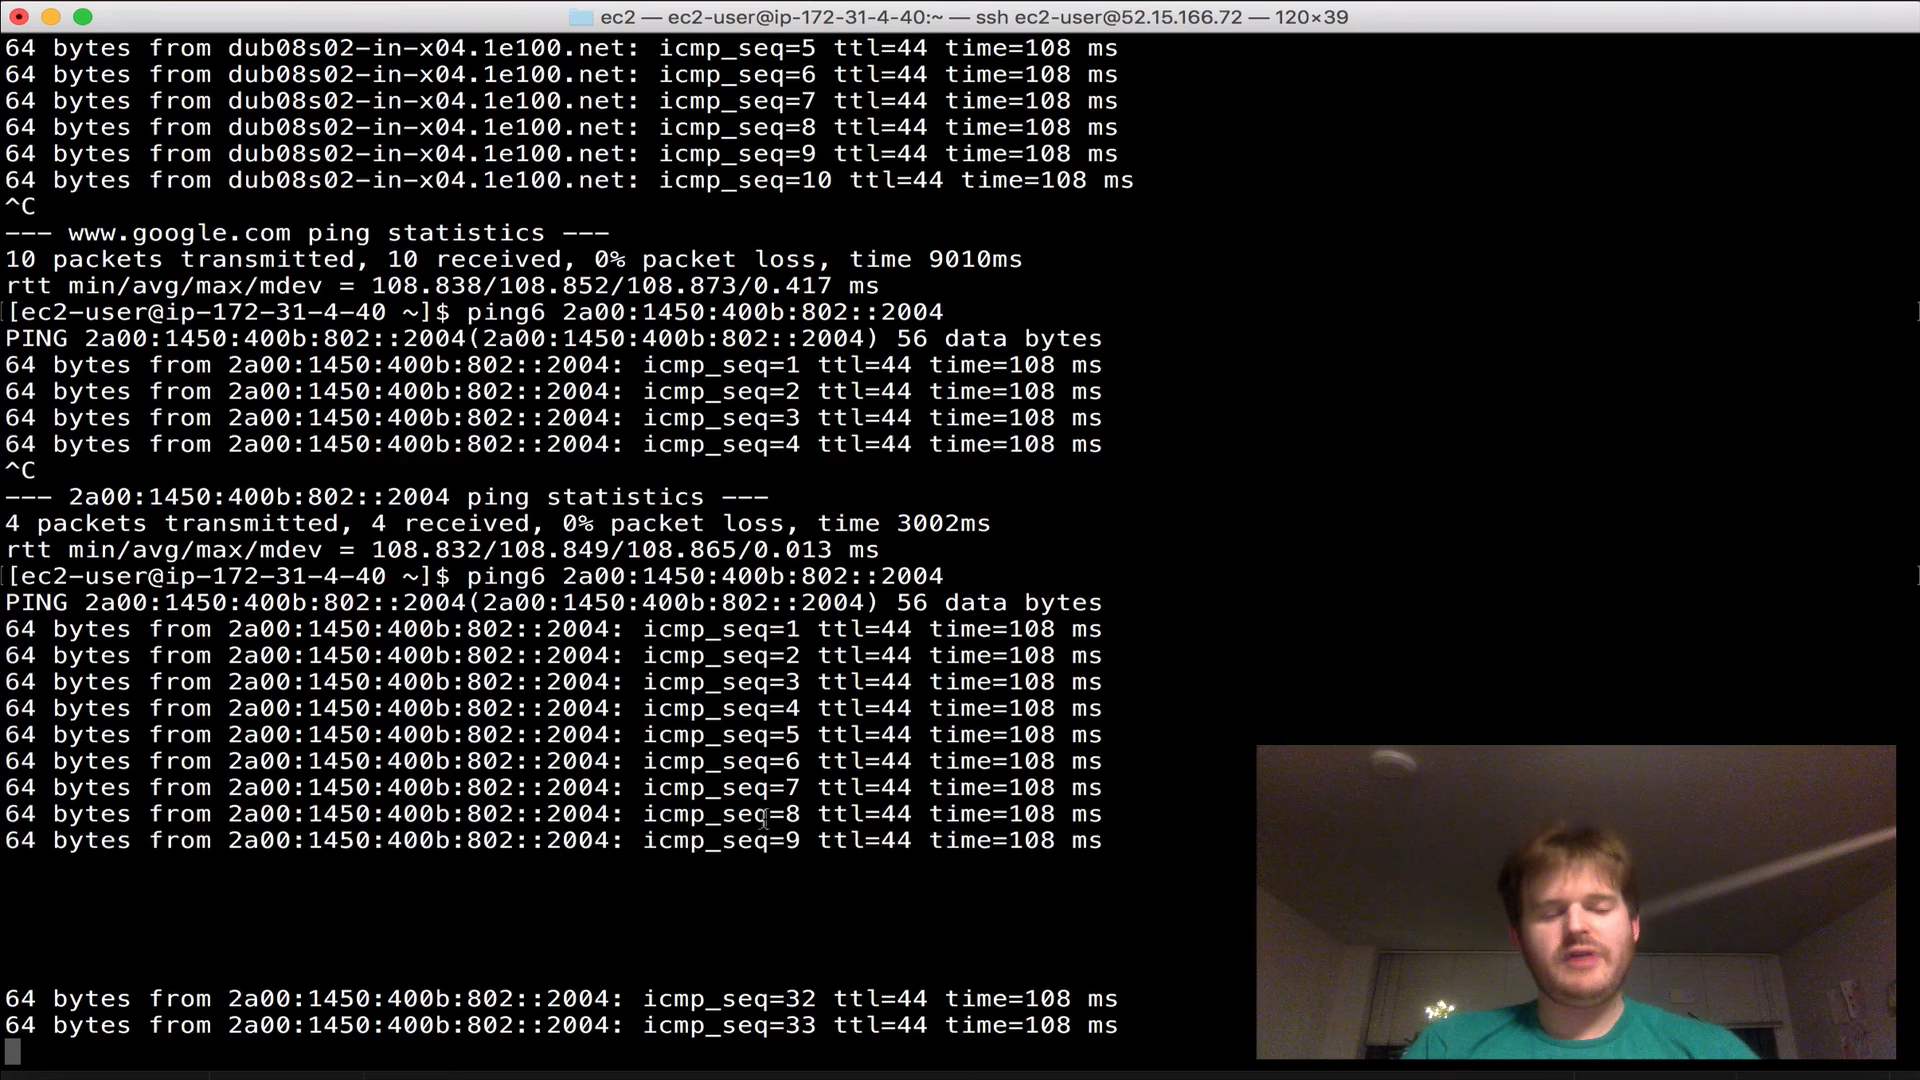 ec2 — ec2-user@ip-172-31-4-40:~ — ssh ec2-user@52.15.166.72 — 120×39
64 bytes from dub08s02-in-x04.1e100.net: icmp_seq=5 ttl=44 time=108 ms
64 bytes from dub08s02-in-x04.1e100.net: icmp_seq=6 ttl=44 time=108 ms
64 bytes from dub08s02-in-x04.1e100.net: icmp_seq=7 ttl=44 time=108 ms
64 bytes from dub08s02-in-x04.1e100.net: icmp_seq=8 ttl=44 time=108 ms
64 bytes from dub08s02-in-x04.1e100.net: icmp_seq=9 ttl=44 time=108 ms
64 bytes from dub08s02-in-x04.1e100.net: icmp_seq=10 ttl=44 time=108 ms
^C
--- www.google.com ping statistics ---
10 packets transmitted, 10 received, 0% packet loss, time 9010ms
rtt min/avg/max/mdev = 108.838/108.852/108.873/0.417 ms
[[ec2-user@ip-172-31-4-40 ~]$ ping6 2a00:1450:400b:802::2004
PING 2a00:1450:400b:802::2004(2a00:1450:400b:802::2004) 56 data bytes
64 bytes from 2a00:1450:400b:802::2004: icmp_seq=1 ttl=44 time=108 ms
64 bytes from 2a00:1450:400b:802::2004: icmp_seq=2 ttl=44 time=108 ms
64 bytes from 2a00:1450:400b:802::2004: icmp_seq=3 ttl=44 time=108 ms
64 bytes from 2a00:1450:400b:802::2004: icmp_seq=4 ttl=44 time=108 ms
^C
--- 2a00:1450:400b:802::2004 ping statistics ---
4 packets transmitted, 4 received, 0% packet loss, time 3002ms
rtt min/avg/max/mdev = 108.832/108.849/108.865/0.013 ms
[[ec2-user@ip-172-31-4-40 ~]$ ping6 2a00:1450:400b:802::2004
PING 2a00:1450:400b:802::2004(2a00:1450:400b:802::2004) 56 data bytes
64 bytes from 2a00:1450:400b:802::2004: icmp_seq=1 ttl=44 time=108 ms
64 bytes from 2a00:1450:400b:802::2004: icmp_seq=2 ttl=44 time=108 ms
64 bytes from 2a00:1450:400b:802::2004: icmp_seq=3 ttl=44 time=108 ms
64 bytes from 2a00:1450:400b:802::2004: icmp_seq=4 ttl=44 time=108 ms
64 bytes from 2a00:1450:400b:802::2004: icmp_seq=5 ttl=44 time=108 ms
64 bytes from 2a00:1450:400b:802::2004: icmp_seq=6 ttl=44 time=108 ms
64 bytes from 2a00:1450:400b:802::2004: icmp_seq=7 ttl=44 time=108 ms
64 bytes from 2a00:1450:400b:802::2004: icmp_seq=8 ttl=44 time=108 ms
64 bytes from 2a00:1450:400b:802::2004: icmp_seq=9 ttl=44 time=108 ms
64 bytes from 2a00:1450:400b:802::2004: icmp_seq=32 ttl=44 time=108 ms
64 bytes from 2a00:1450:400b:802::2004: icmp_seq=33 ttl=44 time=108 ms